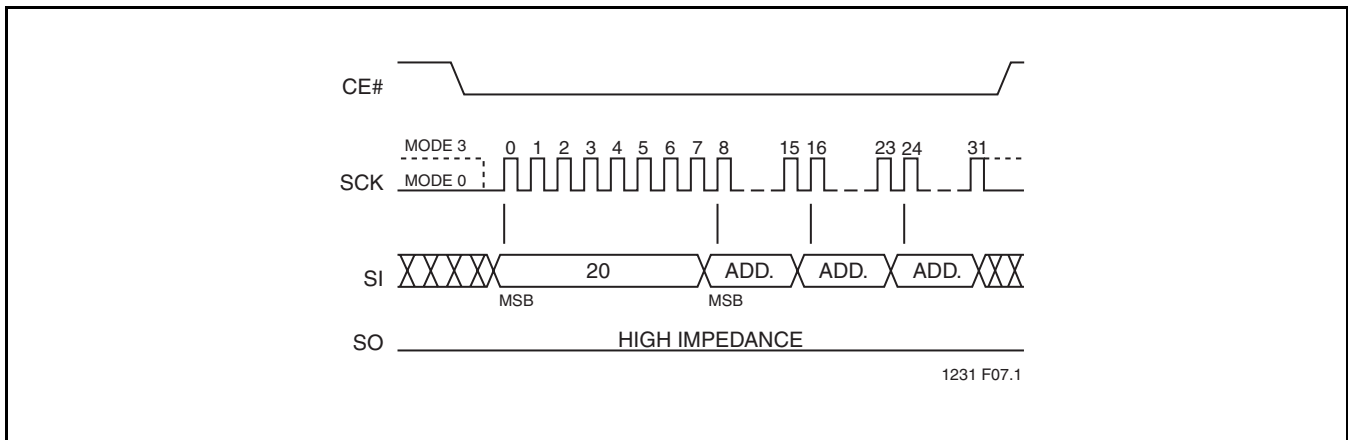 CE#
MODE 3
0 1 2 3 4 5 6 7 8 15 16 23 24 31
SCK
MODE 0
SI
20 ADD. ADD. ADD.
MSB MSB
SO
HIGH IMPEDANCE
1231 F07.1